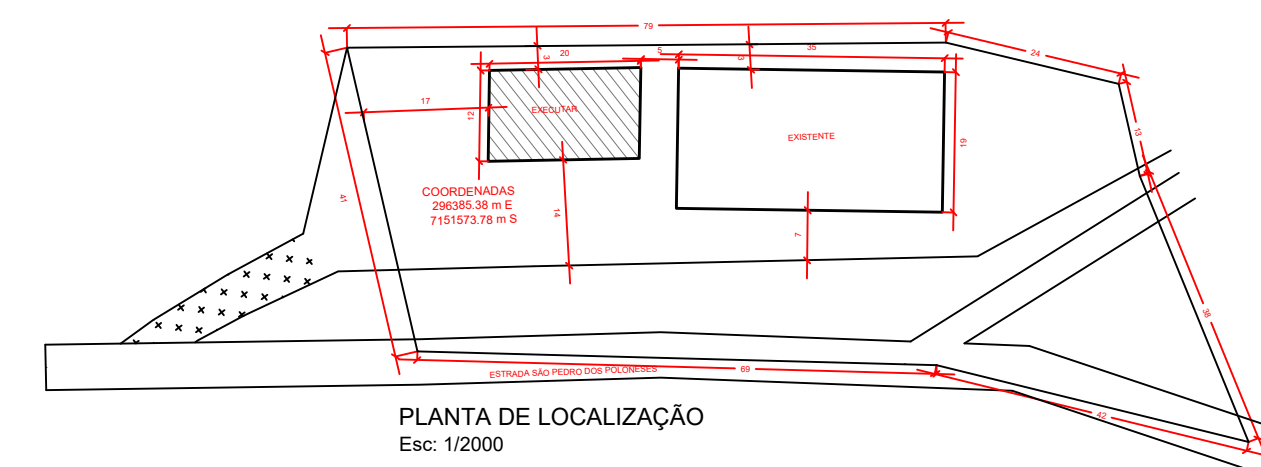 79
20
5
35
24
3
3
17
EXECUTAR
12
EXISTENTE
19
13
COORDENADAS
296385.38 m E
7151573.78 m S
41
14
7
38
ESTRADA SÃO PEDRO DOS POLONESES
69
42
PLANTA DE LOCALIZAÇÃO
Esc: 1/2000